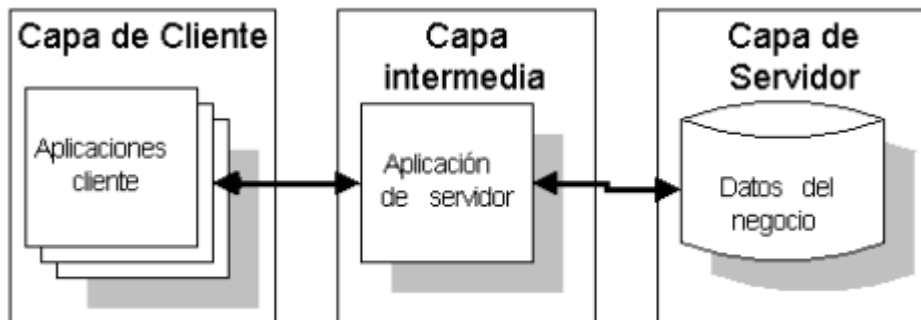 Capa de Cliente
Aplicaciones
cliente
Capa
intermedia
Aplicación
de servidor
Capa de
Servidor
Datos del
negocio